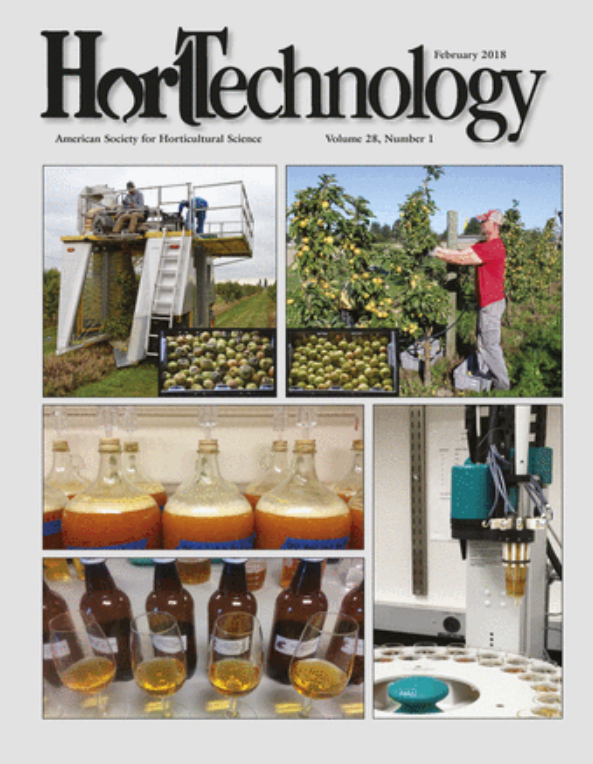 HortTechnology
February 2018
American Society for Horticultural Science
Volume 28, Number 1